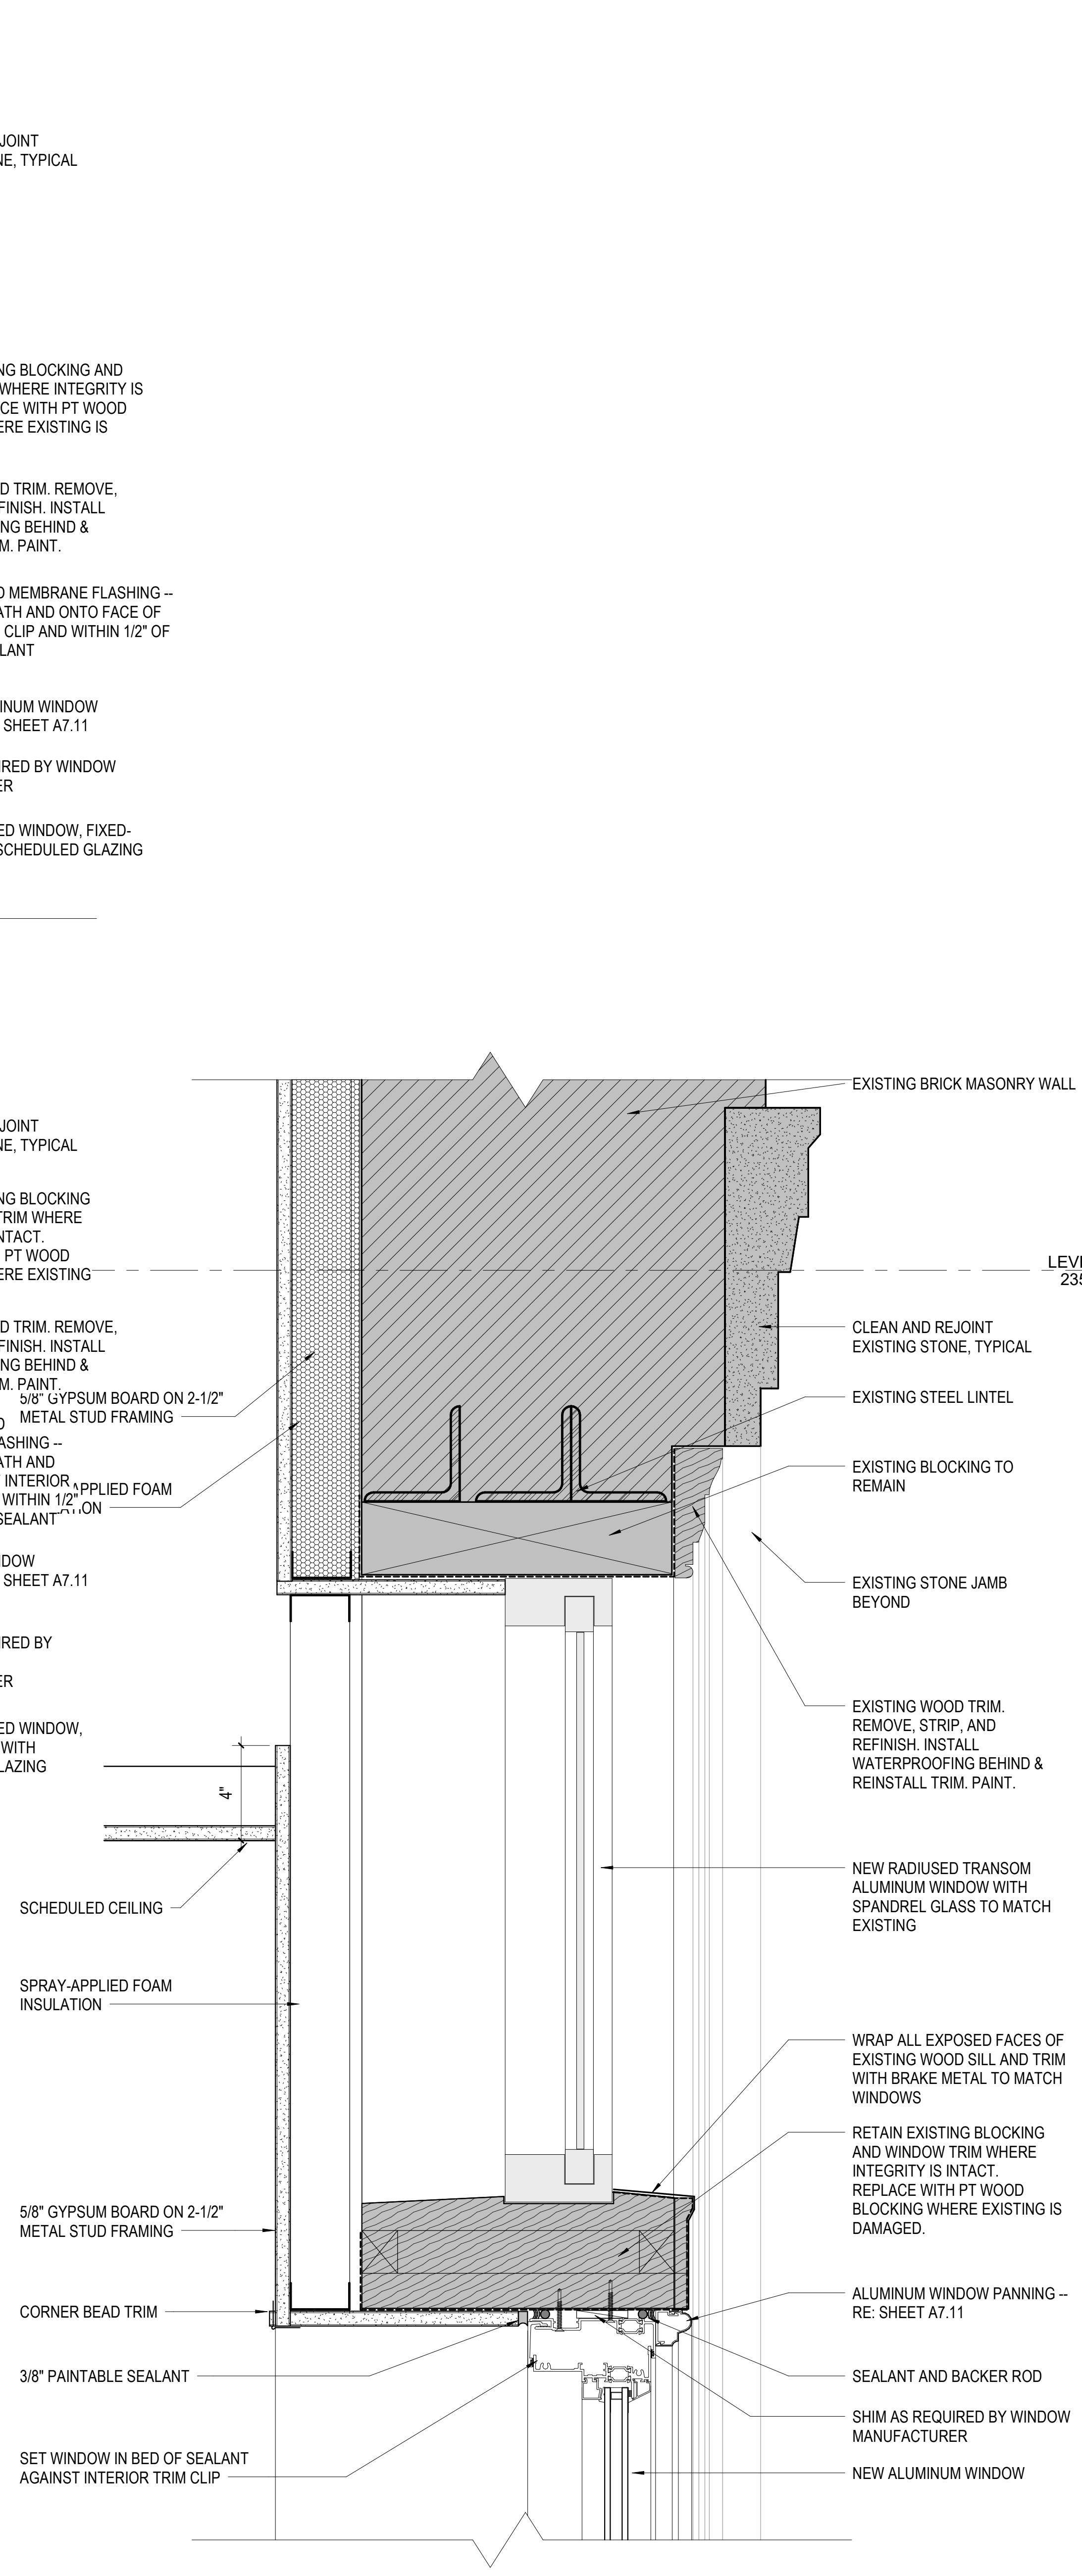 JOINT
NE, TYPICAL
NG BLOCKING AND
WHERE INTEGRITY IS
CE WITH PT WOOD
ERE EXISTING IS
D TRIM. REMOVE,
FINISH. INSTALL
NG BEHIND &
M. PAINT.
D MEMBRANE FLASHING --
ATH AND ONTO FACE OF
CLIP AND WITHIN 1/2" OF
LANT
INUM WINDOW
SHEET A7.11
IRED BY WINDOW
ER
ED WINDOW, FIXED-
SCHEDULED GLAZING
JOINT
NE, TYPICAL
NG BLOCKING
TRIM WHERE
NTACT.
PT WOOD
ERE EXISTING
D TRIM. REMOVE,
FINISH. INSTALL
NG BEHIND &
M. PAINT.
5/8" GYPSUM BOARD ON 2-1/2"
METAL STUD FRAMING
D
ASHING --
ATH AND
INTERIOR
WITHIN 1/2"
SEALANT
APPLIED FOAM
ATION
NDOW
SHEET A7.11
IRED BY
ER
ED WINDOW,
WITH
LAZING
4"
SCHEDULED CEILING
SPRAY-APPLIED FOAM
INSULATION
5/8" GYPSUM BOARD ON 2-1/2"
METAL STUD FRAMING
CORNER BEAD TRIM
3/8" PAINTABLE SEALANT
SET WINDOW IN BED OF SEALANT
AGAINST INTERIOR TRIM CLIP
EXISTING BRICK MASONRY WALL
LEVE
235
CLEAN AND REJOINT
EXISTING STONE, TYPICAL
EXISTING STEEL LINTEL
EXISTING BLOCKING TO
REMAIN
EXISTING STONE JAMB
BEYOND
EXISTING WOOD TRIM.
REMOVE, STRIP, AND
REFINISH. INSTALL
WATERPROOFING BEHIND &
REINSTALL TRIM. PAINT.
NEW RADIUSED TRANSOM
ALUMINUM WINDOW WITH
SPANDREL GLASS TO MATCH
EXISTING
WRAP ALL EXPOSED FACES OF
EXISTING WOOD SILL AND TRIM
WITH BRAKE METAL TO MATCH
WINDOWS
RETAIN EXISTING BLOCKING
AND WINDOW TRIM WHERE
INTEGRITY IS INTACT.
REPLACE WITH PT WOOD
BLOCKING WHERE EXISTING IS
DAMAGED.
ALUMINUM WINDOW PANNING --
RE: SHEET A7.11
SEALANT AND BACKER ROD
SHIM AS REQUIRED BY WINDOW
MANUFACTURER
NEW ALUMINUM WINDOW